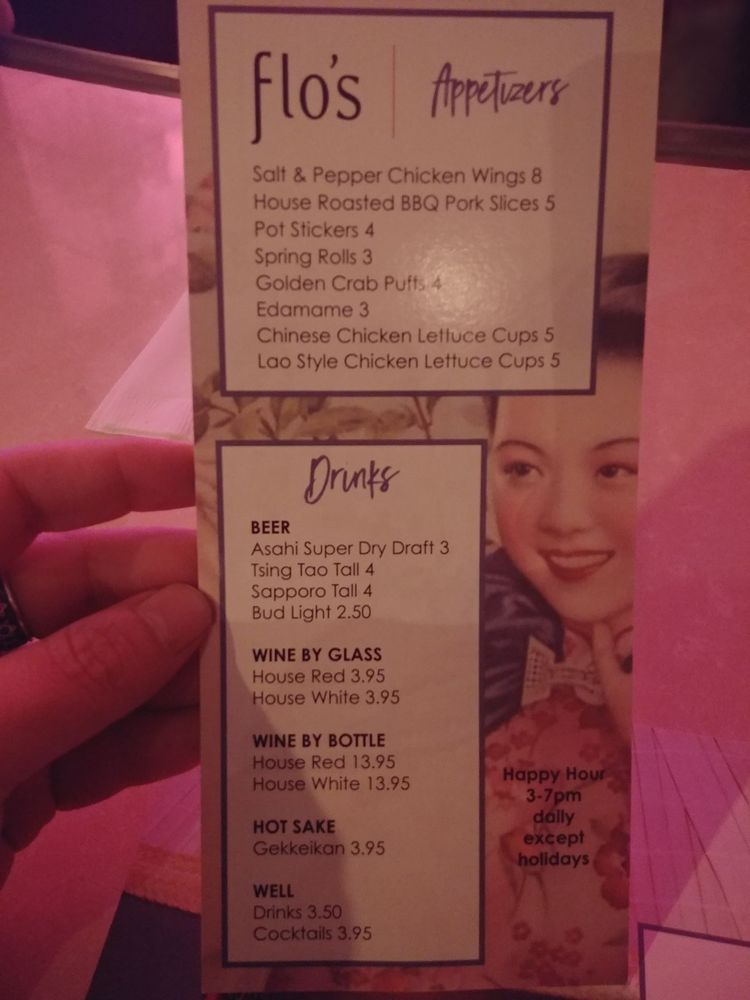 flo's
Appetizers
Salt & Pepper Chicken Wings 8
House Roasted BBQ Pork Slices 5
Pot Stickers 4
Spring Rolls 3
Golden Crab Puffs 4
Edamame 3
Chinese Chicken Lettuce Cups 5
Lao Style Chicken Lettuce Cups 5
Drinks
BEER
Asahi Super Dry Draft 3
Tsing Tao Tall 4
Sapporo Tall 4
Bud Light 2.50
WINE BY GLASS
House Red 3.95
House White 3.95
WINE BY BOTTLE
House Red 13.95
House White 13.95
HOT SAKE
Gekkeikan 3.95
WELL
Drinks 3.50
Cocktails 3.95
Happy Hour
3-7pm
daily
except
holidays